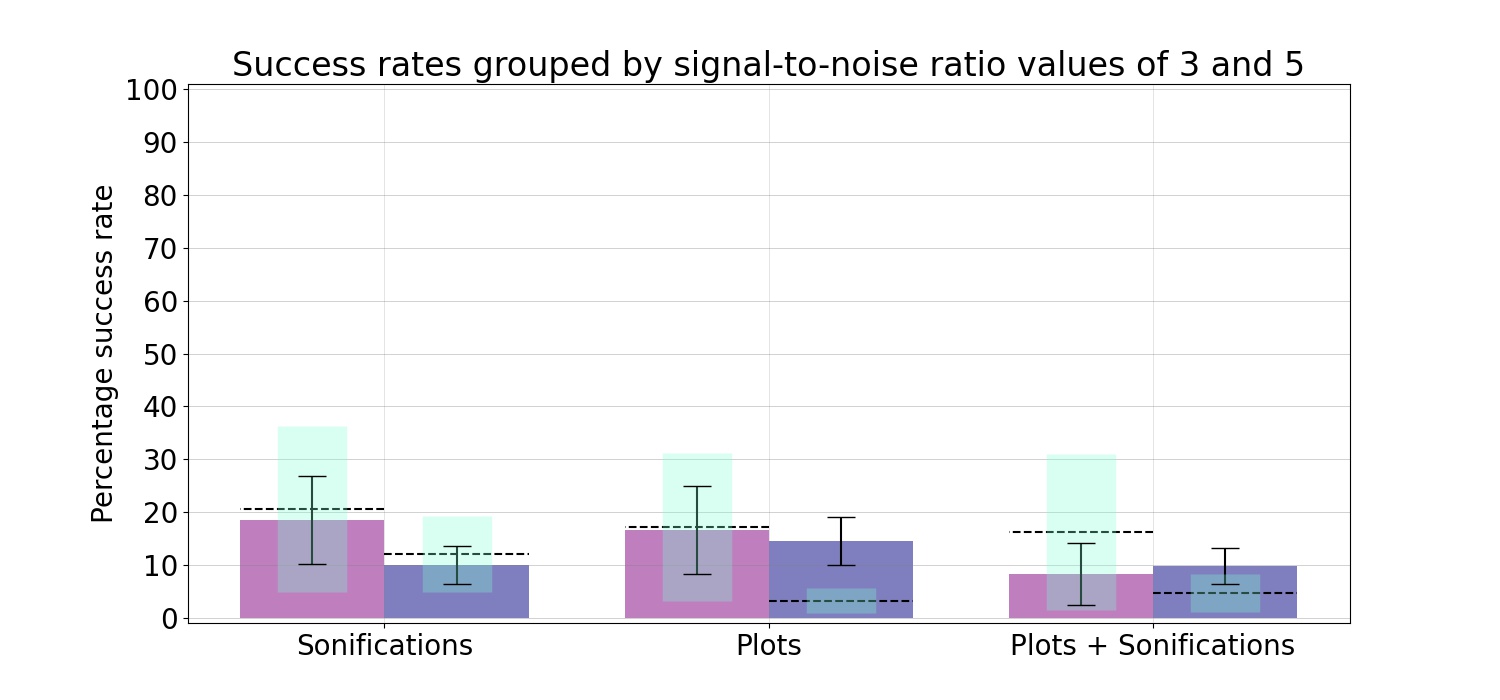 Success rates grouped by signal-to-noise ratio values of 3 and 5
Percentage success rate
100
90
80
70
60
50
40
30
20
10
0
Sonifications
Plots
Plots + Sonifications